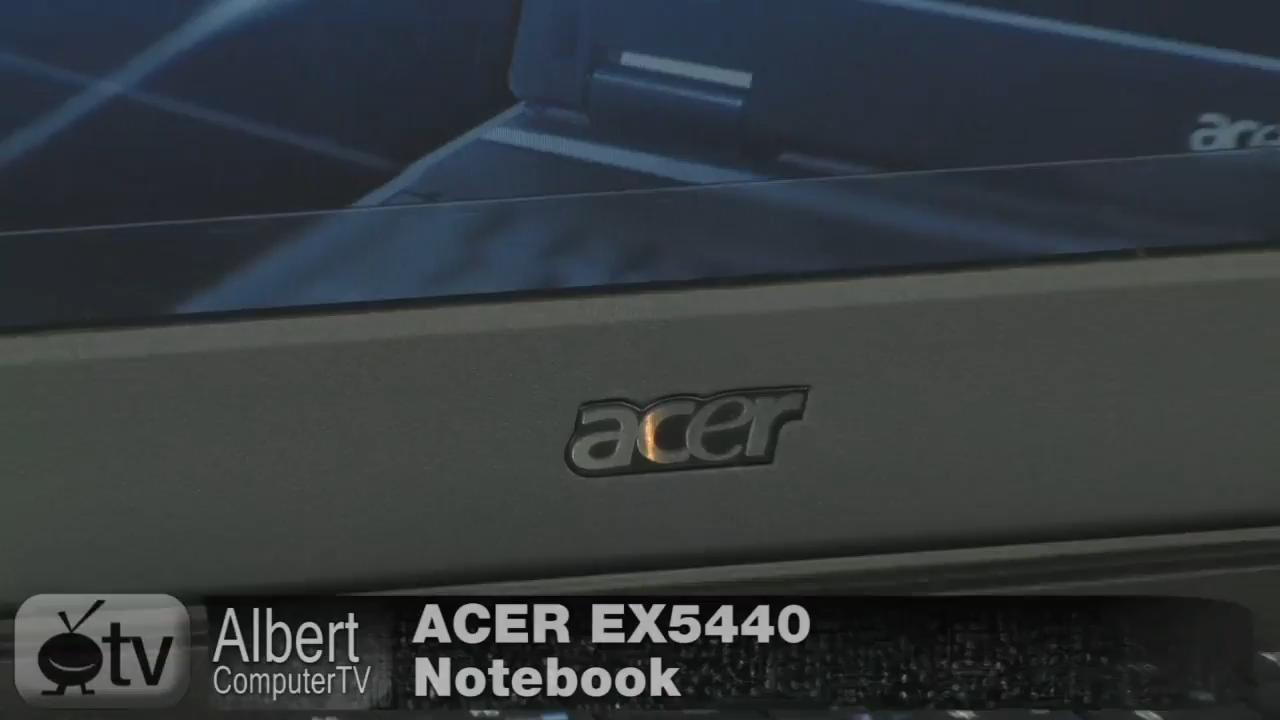 acer
acer
tv
Albert
ComputerTV
ACER EX5440
Notebook